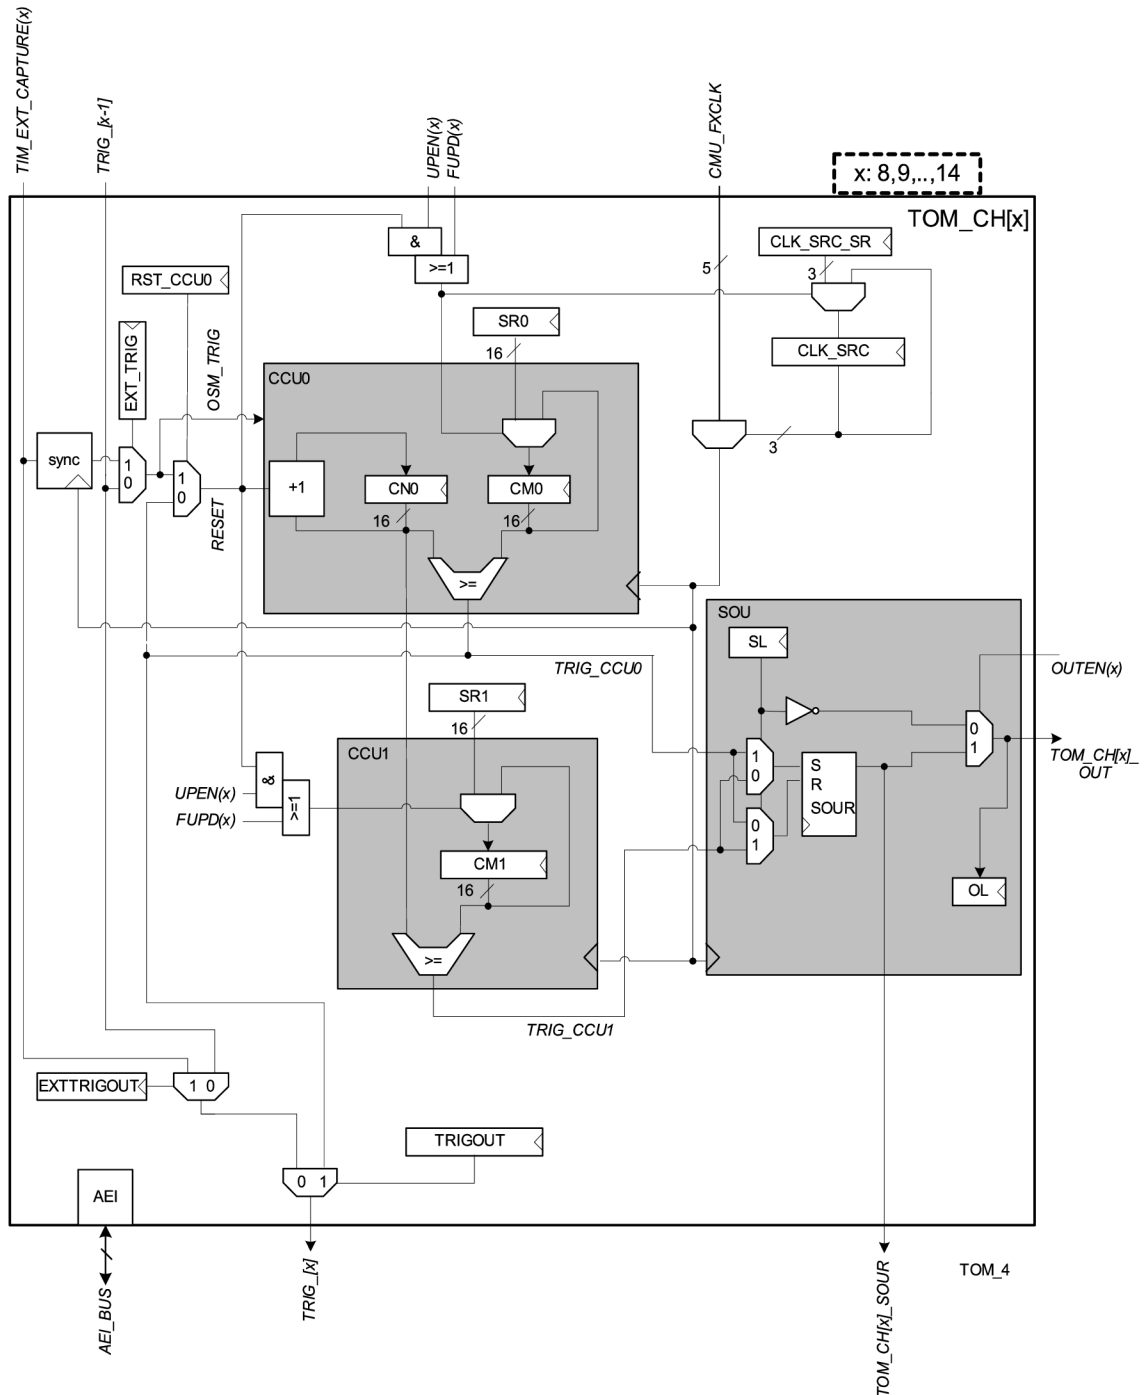 TIM_EXT_CAPTURE(x)
TRIG_[x-1]
UPEN(x)
FUPD(x)
CMU_FXCLK
x: 8,9,..,14
TOM_CH[x]
&
>=1
5
CLK_SRC_SR
3
RST_CCU0
SR0
16
CLK_SRC
EXT_TRIG
OSM_TRIG
CCU0
3
sync
1
0
1
0
RESET
+1
CN0
CM0
16
16
>=
SOU
SL
TRIG_CCU0
OUTEN(x)
SR1
16
CCU1
0
1
TOM_CH[x]_
OUT
1
0
S
R
SOUR
&
>=1
UPEN(x)
FUPD(x)
0
1
CM1
16
OL
>=
TRIG_CCU1
EXTTRIGOUT
1 0
TRIGOUT
0 1
AEI
AEI_BUS
TRIG_[x]
TOM_CH[x]_SOUR
TOM_4